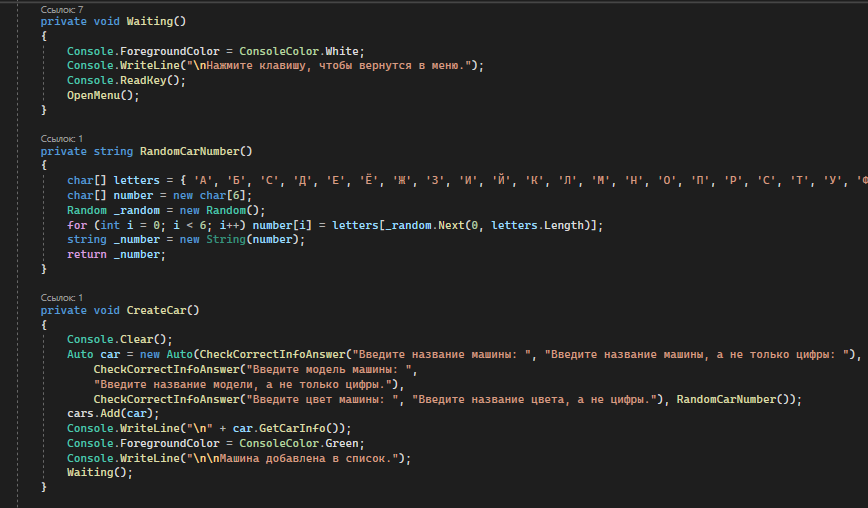 Ссылок: 7
private void Waiting()
{
Console.ForegroundColor = ConsoleColor.White;
Console.WriteLine("\nНажмите клавишу, чтобы вернутся в меню.");
Console.ReadKey();
OpenMenu();
}
Ссылок: 1
private string RandomCarNumber()
{
char[] letters = { 'А', 'Б', 'С', 'Д', 'Е', 'Ё', 'Ж', 'З', 'И', 'Й', 'К', 'Л', 'М', 'Н', 'О', 'П', 'Р', 'С', 'Т', 'У', 'Ф
char[] number = new char[6];
Random _random = new Random();
for (int i = 0; i < 6; i++) number[i] = letters[_random.Next(0, letters.Length)];
string _number = new String(number);
return _number;
}
Ссылок: 1
private void CreateCar()
{
Console.Clear();
Auto car = new Auto(CheckCorrectInfoAnswer("Введите название машины: ", "Введите название машины, а не только цифры: "),
CheckCorrectInfoAnswer("Введите модель машины: ",
"Введите название модели, а не только цифры."),
CheckCorrectInfoAnswer("Введите цвет машины: ", "Введите название цвета, а не цифры."), RandomCarNumber());
cars.Add(car);
Console.WriteLine("\n" + car.GetCarInfo());
Console.ForegroundColor = ConsoleColor.Green;
Console.WriteLine("\n\nМашина добавлена в список.");
Waiting();
}